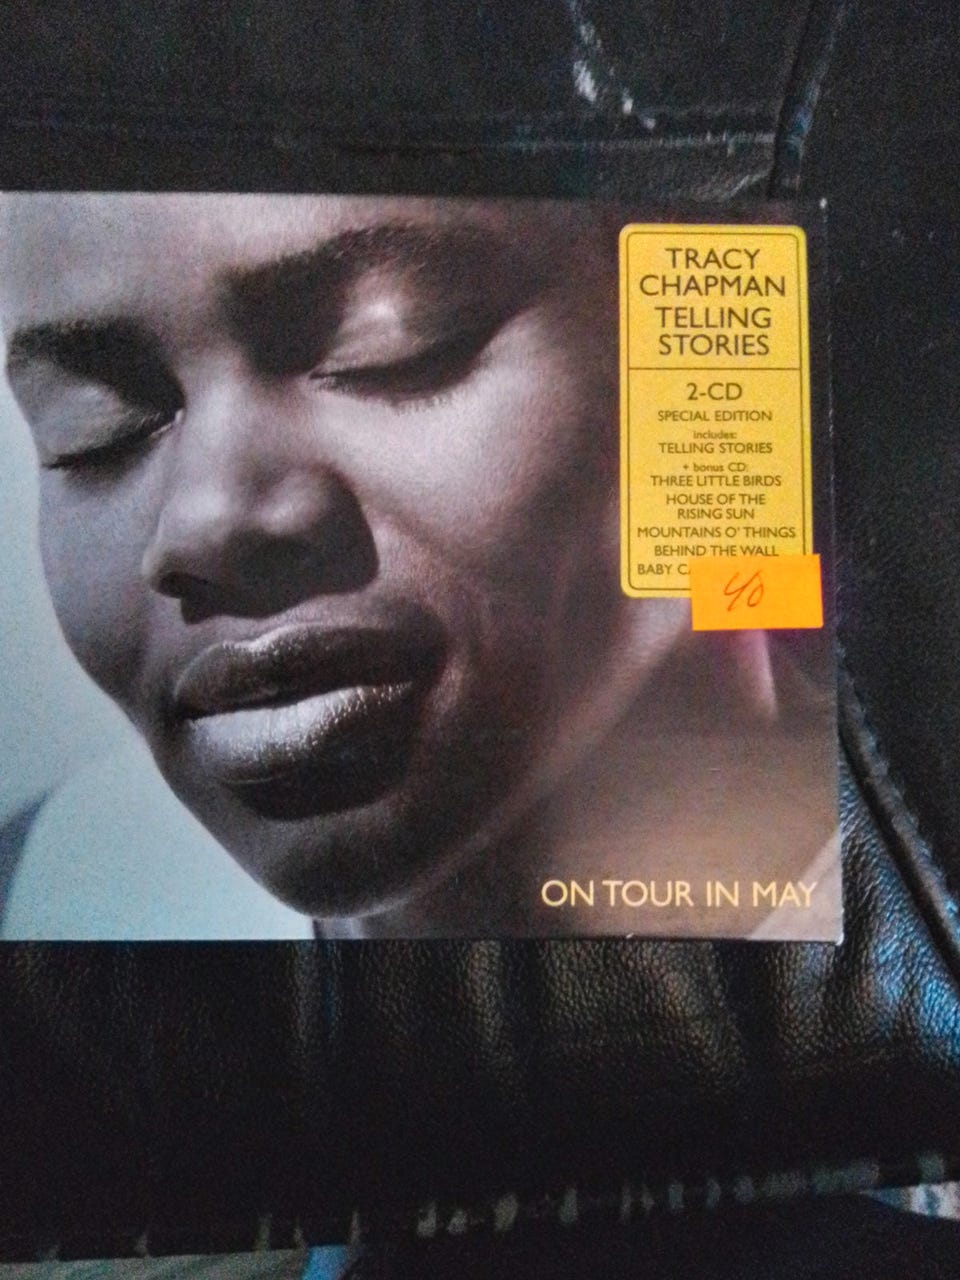 TRACY
CHAPMAN
TELLING
STORIES
2-CD
SPECIAL EDITION
includes:
TELLING STORIES
+ bonus CD:
THREE LITTLE BIRDS
HOUSE OF THE
RISING SUN
MOUNTAINS O' THINGS
BEHIND THE WALL
BABY
40
ON TOUR IN MAY